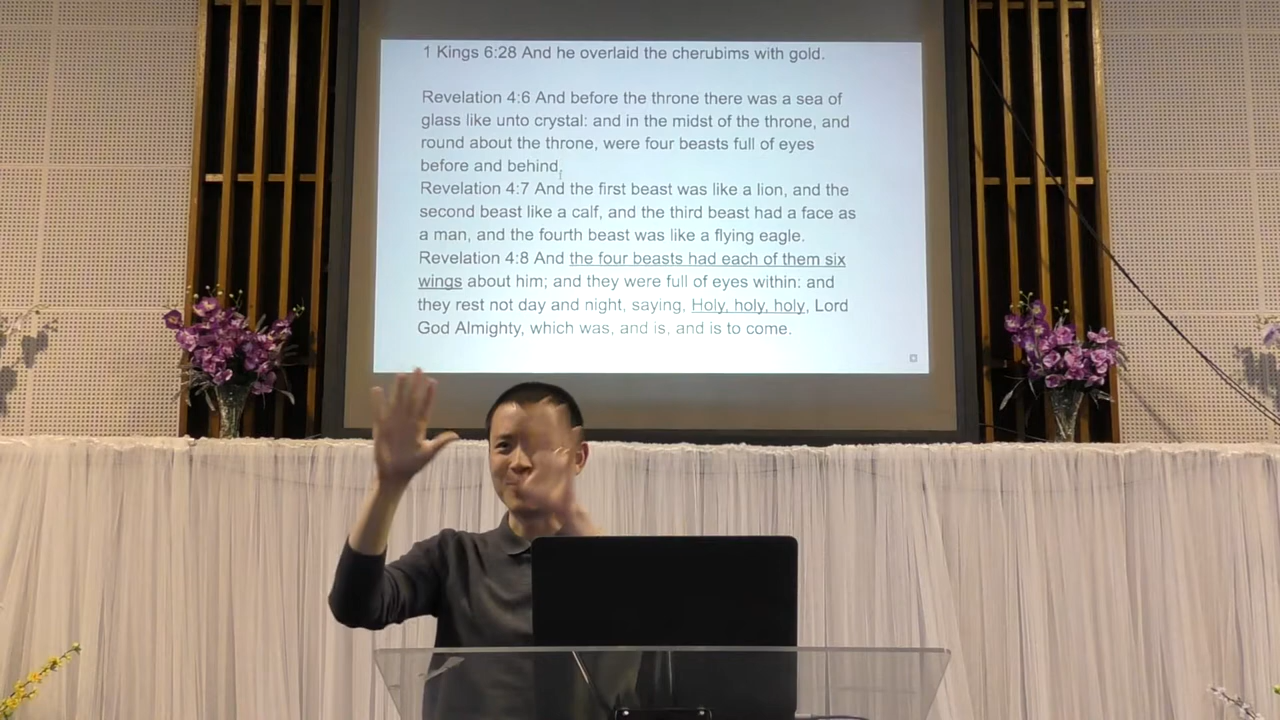 1 Kings 6:28 And he overlaid the cherubims with gold.
Revelation 4:6 And before the throne there was a sea of
glass like unto crystal: and in the midst of the throne, and
round about the throne, were four beasts full of eyes
before and behind.
Revelation 4:7 And the first beast was like a lion, and the
second beast like a calf, and the third beast had a face as
a man, and the fourth beast was like a flying eagle.
Revelation 4:8 And the four beasts had each of them six
wings about him; and they were full of eyes within: and
they rest not day and night, saying, Holy, holy, holy, Lord
God Almighty, which was, and is, and is to come.